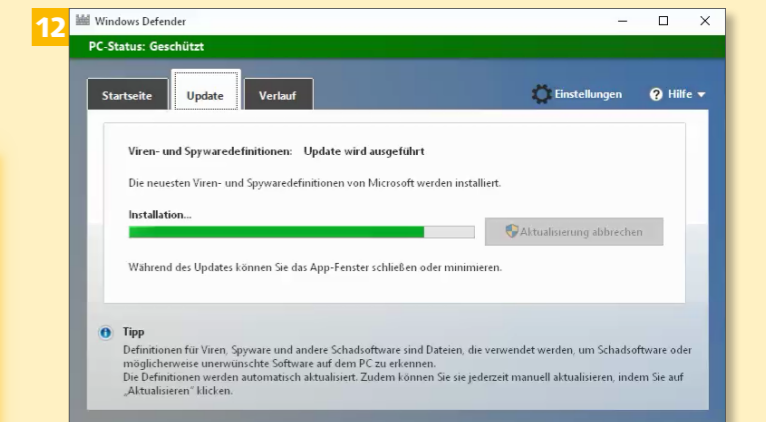 12
Windows Defender
PC-Status: Geschützt
Startseite Update Verlauf Einstellungen Hilfe
Viren- und Spywaredefinitionen: Update wird ausgeführt
Die neuesten Viren- und Spywaredefinitionen von Microsoft werden installiert.
Installation...
Aktualisierung abbrechen
Während des Updates können Sie das App-Fenster schließen oder minimieren.
Tipp
Definitionen für Viren, Spyware und andere Schadsoftware sind Dateien, die verwendet werden, um Schadsoftware oder
möglicherweise unerwünschte Software auf dem PC zu erkennen.
Die Definitionen werden automatisch aktualisiert. Zudem können Sie sie jederzeit manuell aktualisieren, indem Sie auf
„Aktualisieren“ klicken.